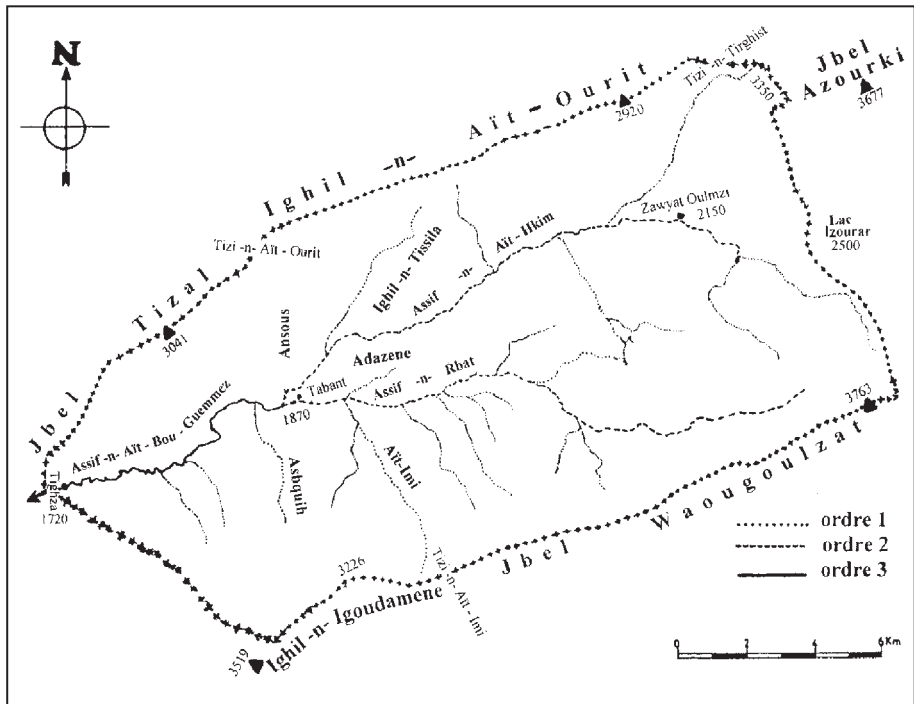 N
Jbel Azourki
3677
Tizi -n- Tirghist
3350
Ighil -n- Aït - Ourit
2920
Zawyat Oulmzi
2150
Lac
Izourar
2500
Tizi -n- Aït - Ourit
Ighil -n- Tissila
Assif -n- Aït - Hkim
Jbel Tizal
3041
Ansous
Adazene
Tabant
1870
Assif -n- Rbat
Assif -n- Aït - Bou - Guemmez
Tighza
1720
Asbquih
Aït-Imi
3763
Jbel Waougoulzat
Tizi -n- Aït - Imi
3226
Ighil -n- Igoudamene
3519
ordre 1
ordre 2
ordre 3
0 2 4 6 Km